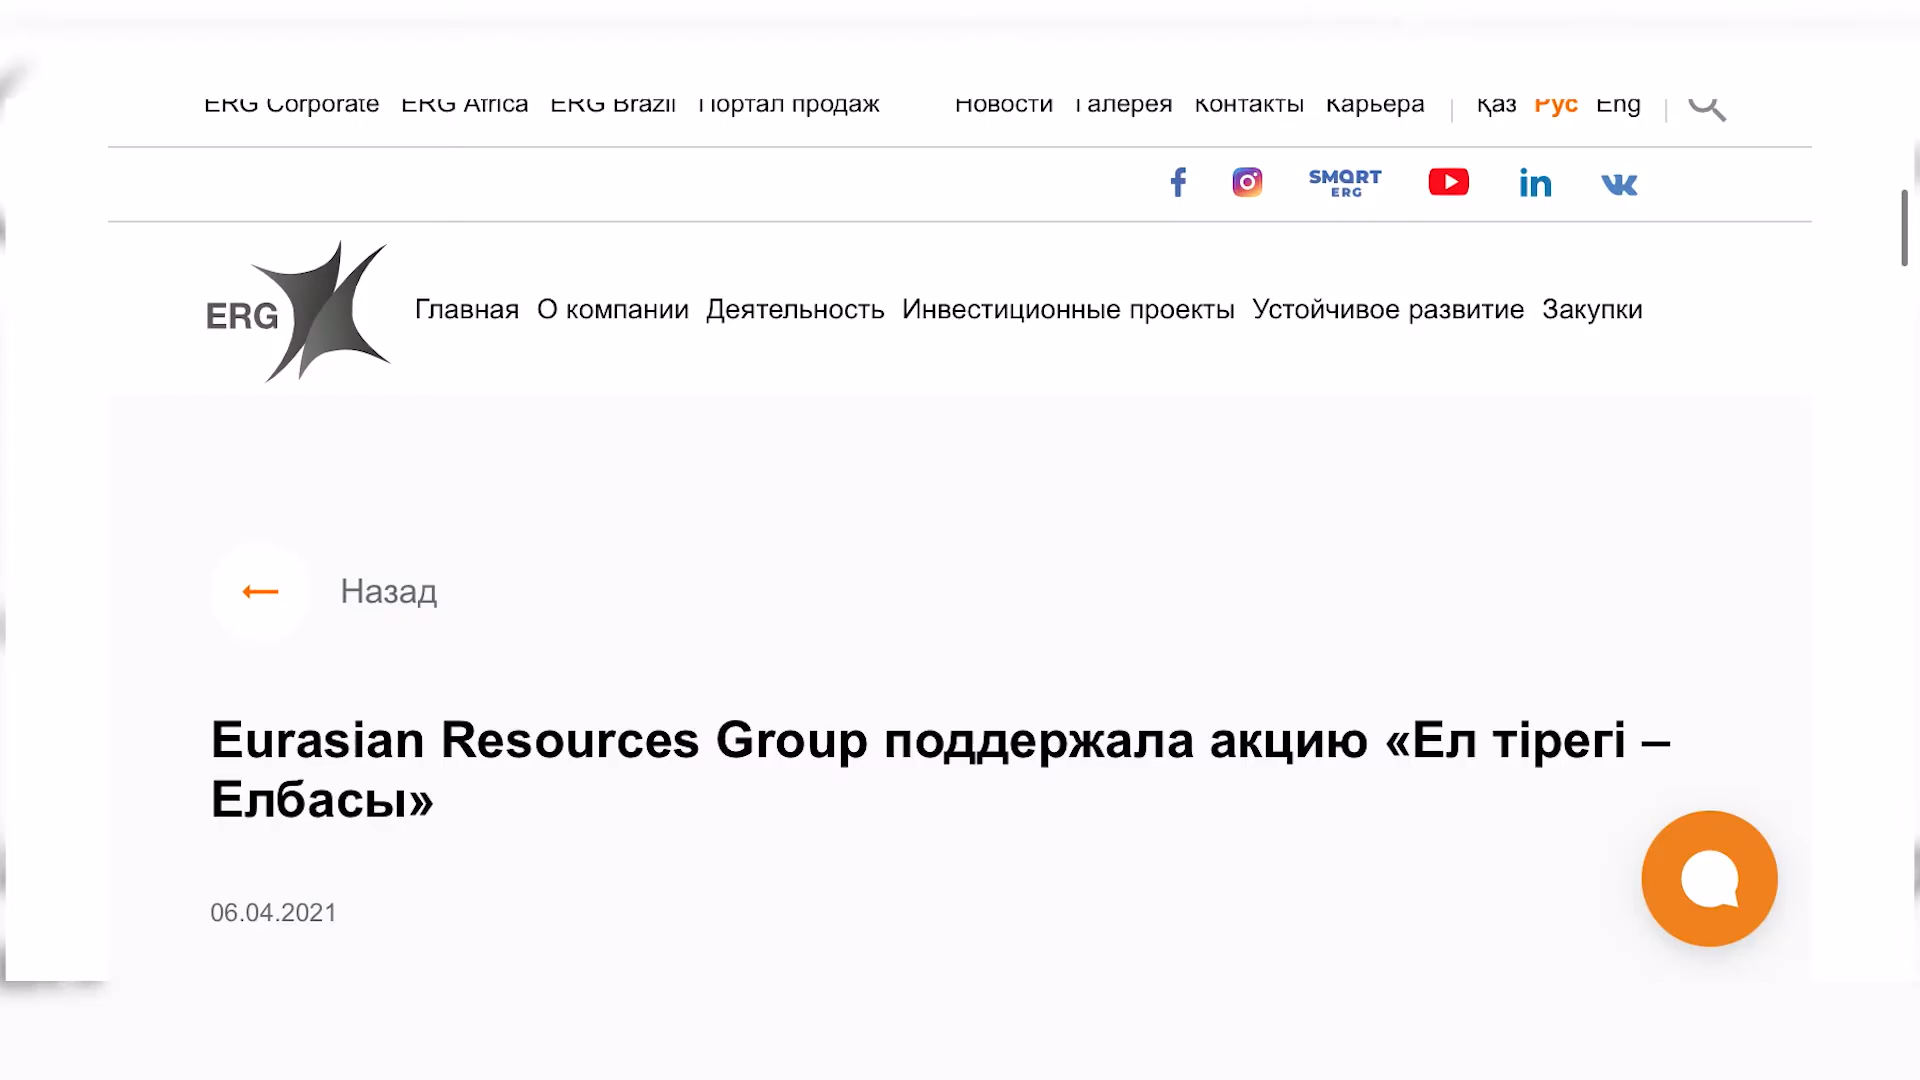 ERG Corporate ERG Africa ERG Brazil Портал продаж Новости Галерея Контакты Карьера Қаз Рус Eng
SMART
ERG
ERG
Главная О компании Деятельность Инвестиционные проекты Устойчивое развитие Закупки
Назад
Eurasian Resources Group поддержала акцию «Ел тірегі –
Елбасы»
06.04.2021